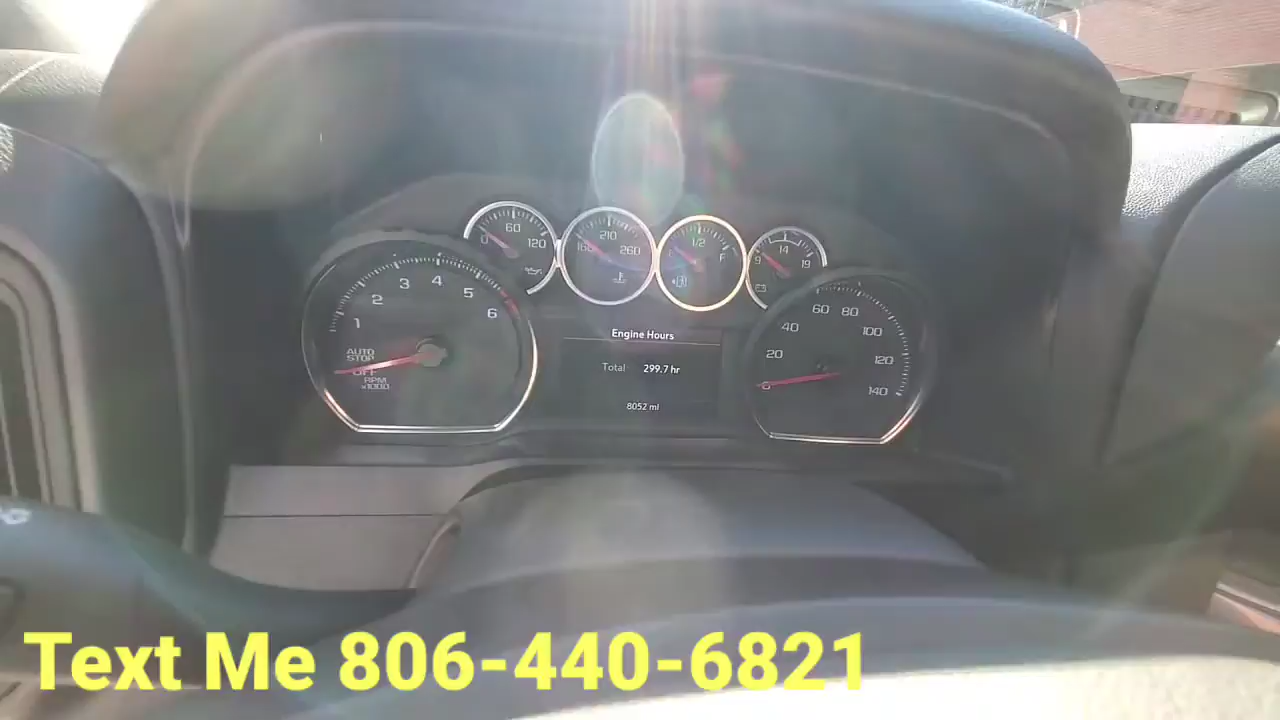 0 60 120
160 210 260
1/2 F
9 14 19
1 2 3 4 5 6
AUTO
STOP
OFF
RPM
x1000
Engine Hours
Total 299.7 hr
8052 mi
0 20 40 60 80 100 120 140
Text Me 806-440-6821